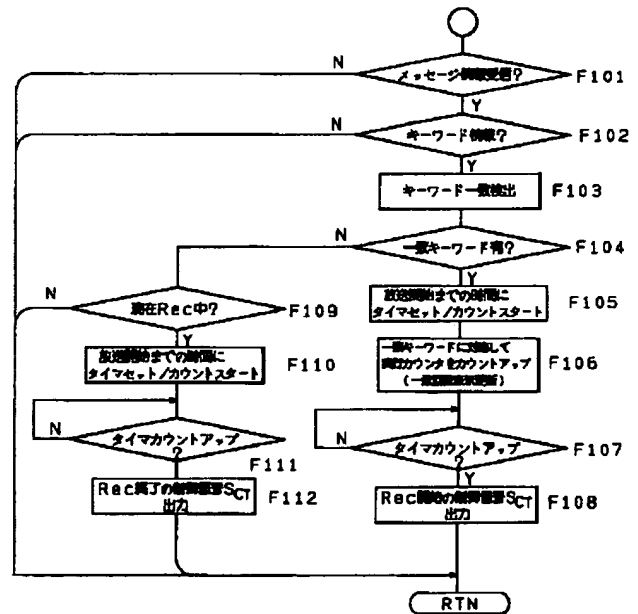 N
メッセージ情報受信?
F101
Y
N
キーワード情報?
F102
Y
キーワード一致検出
F103
N
一致キーワード有?
F104
Y
N
現在Rec中?
F109
放送開始までの時間に
タイマセット/カウントスタート
F105
Y
放送開始までの時間に
タイマセット/カウントスタート
F110
一致キーワードに対応して
実行カウンタをカウントアップ
(一致回数表示更新)
F106
N
タイマカウントアップ
?
F111
N
タイマカウントアップ
?
F107
Y
Rec完了の制御信号SCT
出力
F112
Rec開始の制御信号SCT
出力
F108
RTN